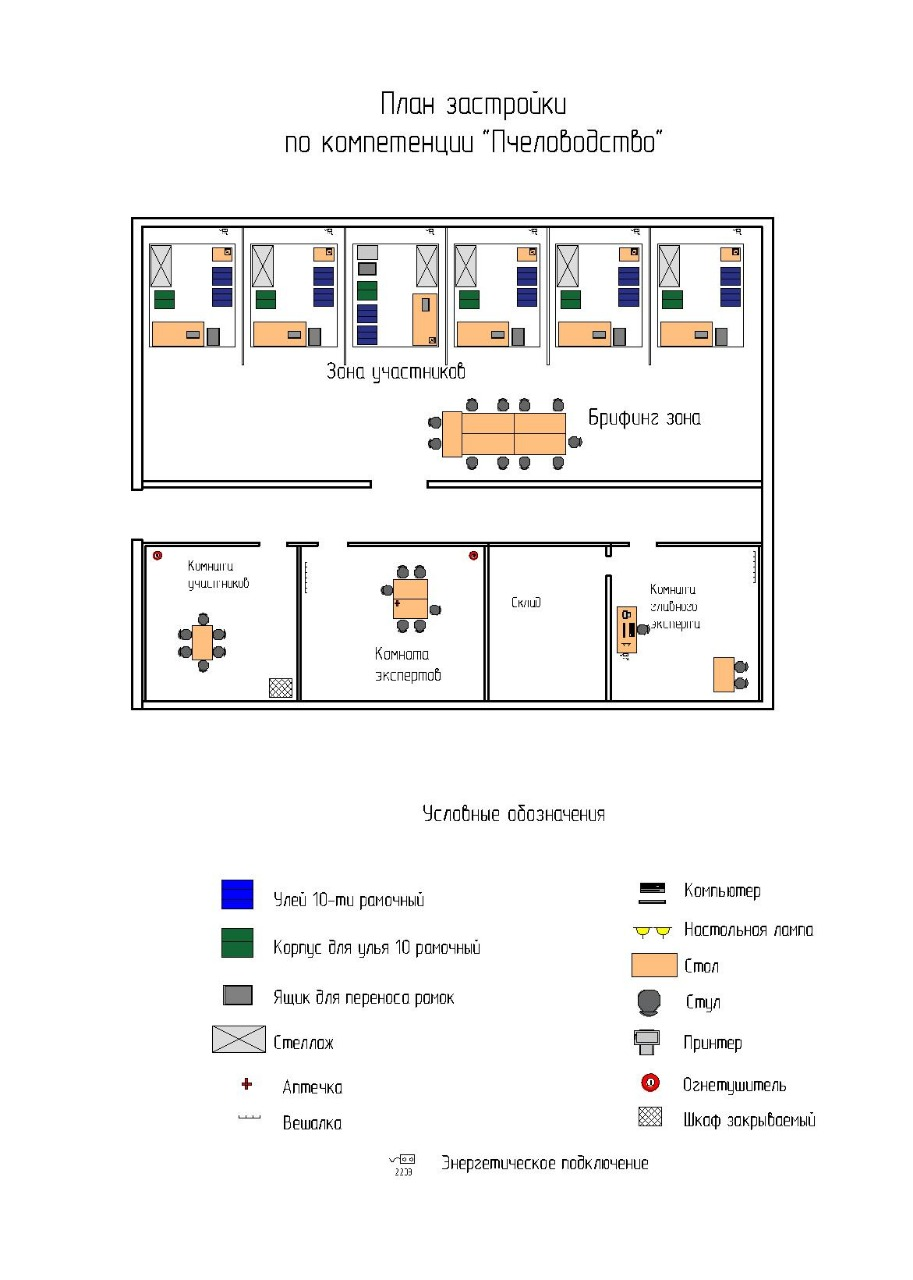 План застройки
по компетенции "Пчеловодство"
Зона участников
Брифинг зона
Комната
участников
Комната
экспертов
Склад
Комната
главного
эксперта
Условные обозначения
Улей 10-ти рамочный
Корпус для улья 10 рамочный
Ящик для переноса рамок
Стеллаж
Аптечка
Вешалка
Компьютер
Настольная лампа
Стол
Стул
Принтер
Огнетушитель
Шкаф закрываемый
220В
Энергетическое подключение